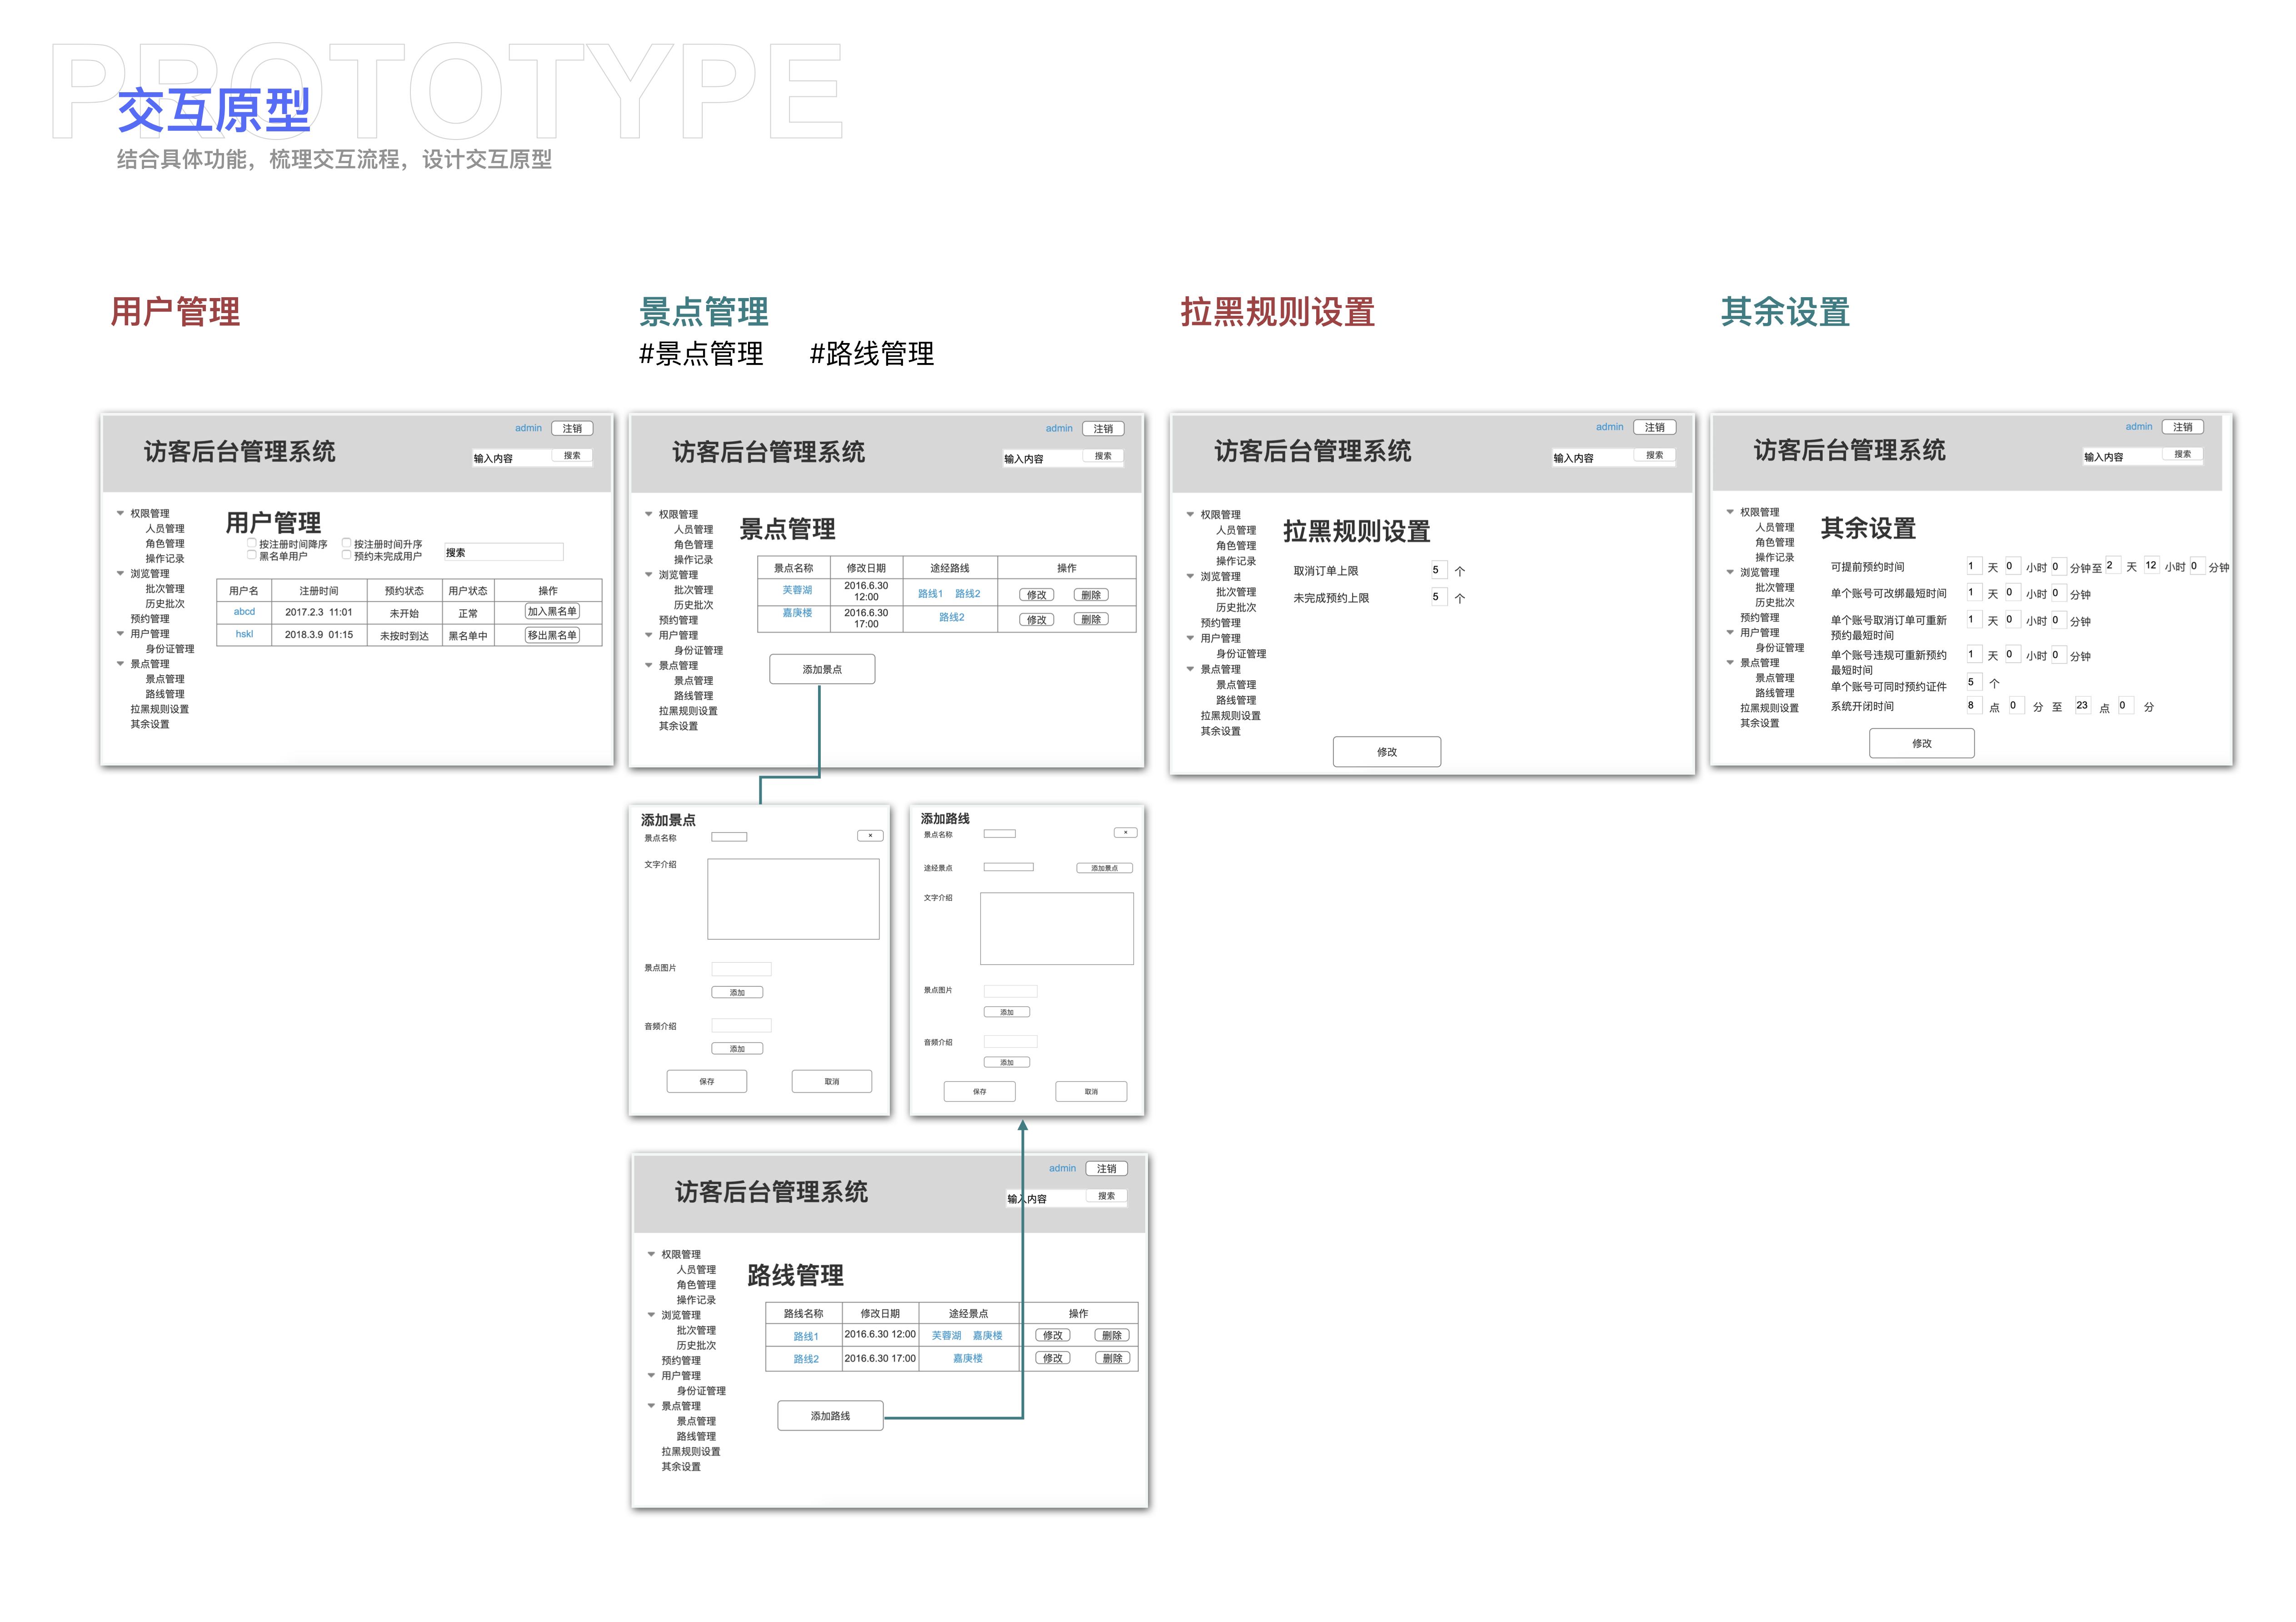 PROTOTYPE
交互原型
结合具体功能，梳理交互流程，设计交互原型
用户管理
景点管理
#景点管理 #路线管理
拉黑规则设置
其余设置
admin 注销
访客后台管理系统
输入内容 搜索
权限管理
人员管理
角色管理
操作记录
浏览管理
批次管理
历史批次
预约管理
用户管理
身份证管理
景点管理
景点管理
路线管理
拉黑规则设置
其余设置
用户管理
按注册时间降序 按注册时间升序
黑名单用户 预约未完成用户
搜索
用户名 注册时间 预约状态 用户状态 操作
abcd 2017.2.3 11:01 未开始 正常 加入黑名单
hskl 2018.3.9 01:15 未按时到达 黑名单中 移出黑名单
admin 注销
访客后台管理系统
输入内容 搜索
权限管理
人员管理
角色管理
操作记录
浏览管理
批次管理
历史批次
预约管理
用户管理
身份证管理
景点管理
景点管理
路线管理
拉黑规则设置
其余设置
景点管理
景点名称 修改日期 途经路线 操作
芙蓉湖 2016.6.30 12:00 路线1 路线2 修改 删除
嘉庚楼 2016.6.30 17:00 路线2 修改 删除
添加景点
admin 注销
访客后台管理系统
输入内容 搜索
权限管理
人员管理
角色管理
操作记录
浏览管理
批次管理
历史批次
预约管理
用户管理
身份证管理
景点管理
景点管理
路线管理
拉黑规则设置
其余设置
拉黑规则设置
取消订单上限 5 个
未完成预约上限 5 个
修改
admin 注销
访客后台管理系统
输入内容 搜索
权限管理
人员管理
角色管理
操作记录
浏览管理
批次管理
历史批次
预约管理
用户管理
身份证管理
景点管理
景点管理
路线管理
拉黑规则设置
其余设置
其余设置
可提前预约时间 1 天 0 小时 0 分钟至 2 天 12 小时 0 分钟
单个账号可改绑最短时间 1 天 0 小时 0 分钟
单个账号取消订单可重新 1 天 0 小时 0 分钟
预约最短时间
单个账号违规可重新预约 1 天 0 小时 0 分钟
最短时间
单个账号可同时预约证件 5 个
系统开闭时间 8 点 0 分 至 23 点 0 分
修改
添加景点
景点名称 ×
文字介绍
景点图片
添加
音频介绍
添加
保存 取消
添加路线
景点名称 ×
途经景点 添加景点
文字介绍
景点图片
添加
音频介绍
添加
保存 取消
admin 注销
访客后台管理系统
输入内容 搜索
权限管理
人员管理
角色管理
操作记录
浏览管理
批次管理
历史批次
预约管理
用户管理
身份证管理
景点管理
景点管理
路线管理
拉黑规则设置
其余设置
路线管理
路线名称 修改日期 途经景点 操作
路线1 2016.6.30 12:00 芙蓉湖 嘉庚楼 修改 删除
路线2 2016.6.30 17:00 嘉庚楼 修改 删除
添加路线